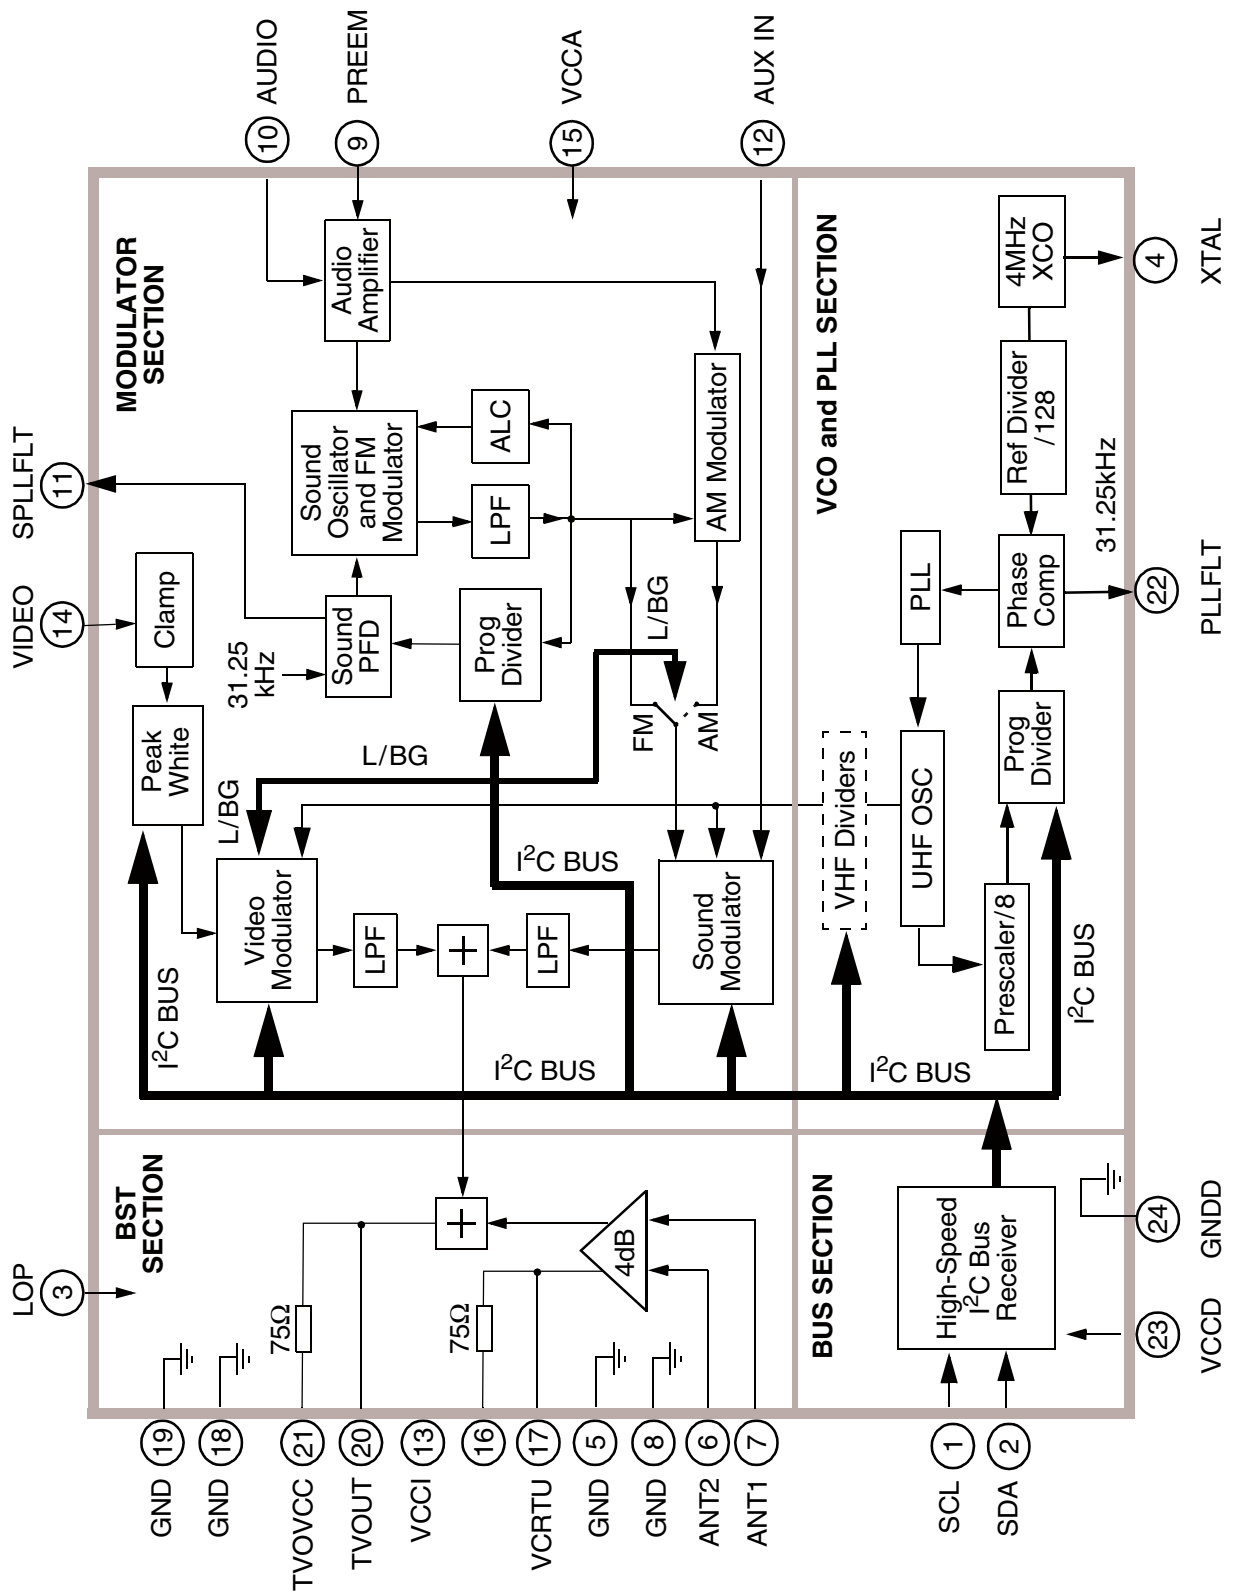 10 AUDIO
9 PREEM
15 VCCA
12 AUX IN
SPLLFLT
11
VIDEO
14
LOP
3
MODULATOR
SECTION
Audio
Amplifier
Sound
Oscillator
and FM
Modulator
ALC
LPF
AM Modulator
Clamp
Peak
White
31.25
kHz
Sound
PFD
Prog
Divider
L/BG
L/BG
L/BG
FM
AM
Video
Modulator
LPF
+
LPF
Sound
Modulator
I²C BUS
I²C BUS
I²C BUS
VCO and PLL SECTION
4MHz
XCO
Ref Divider
/128
31.25kHz
Phase
Comp
PLL
Prog
Divider
UHF OSC
VHF Dividers
Prescaler/8
I²C BUS
I²C BUS
4
XTAL
22
PLLFLT
BST
SECTION
75Ω
75Ω
+
4dB
BUS SECTION
High-Speed
I²C Bus
Receiver
24
GNDD
23
VCCD
GND 19
GND 18
TVOVCC 21
TVOUT 20
VCCI 13
16
VCRTU 17
GND 5
GND 8
ANT2 6
ANT1 7
SCL 1
SDA 2